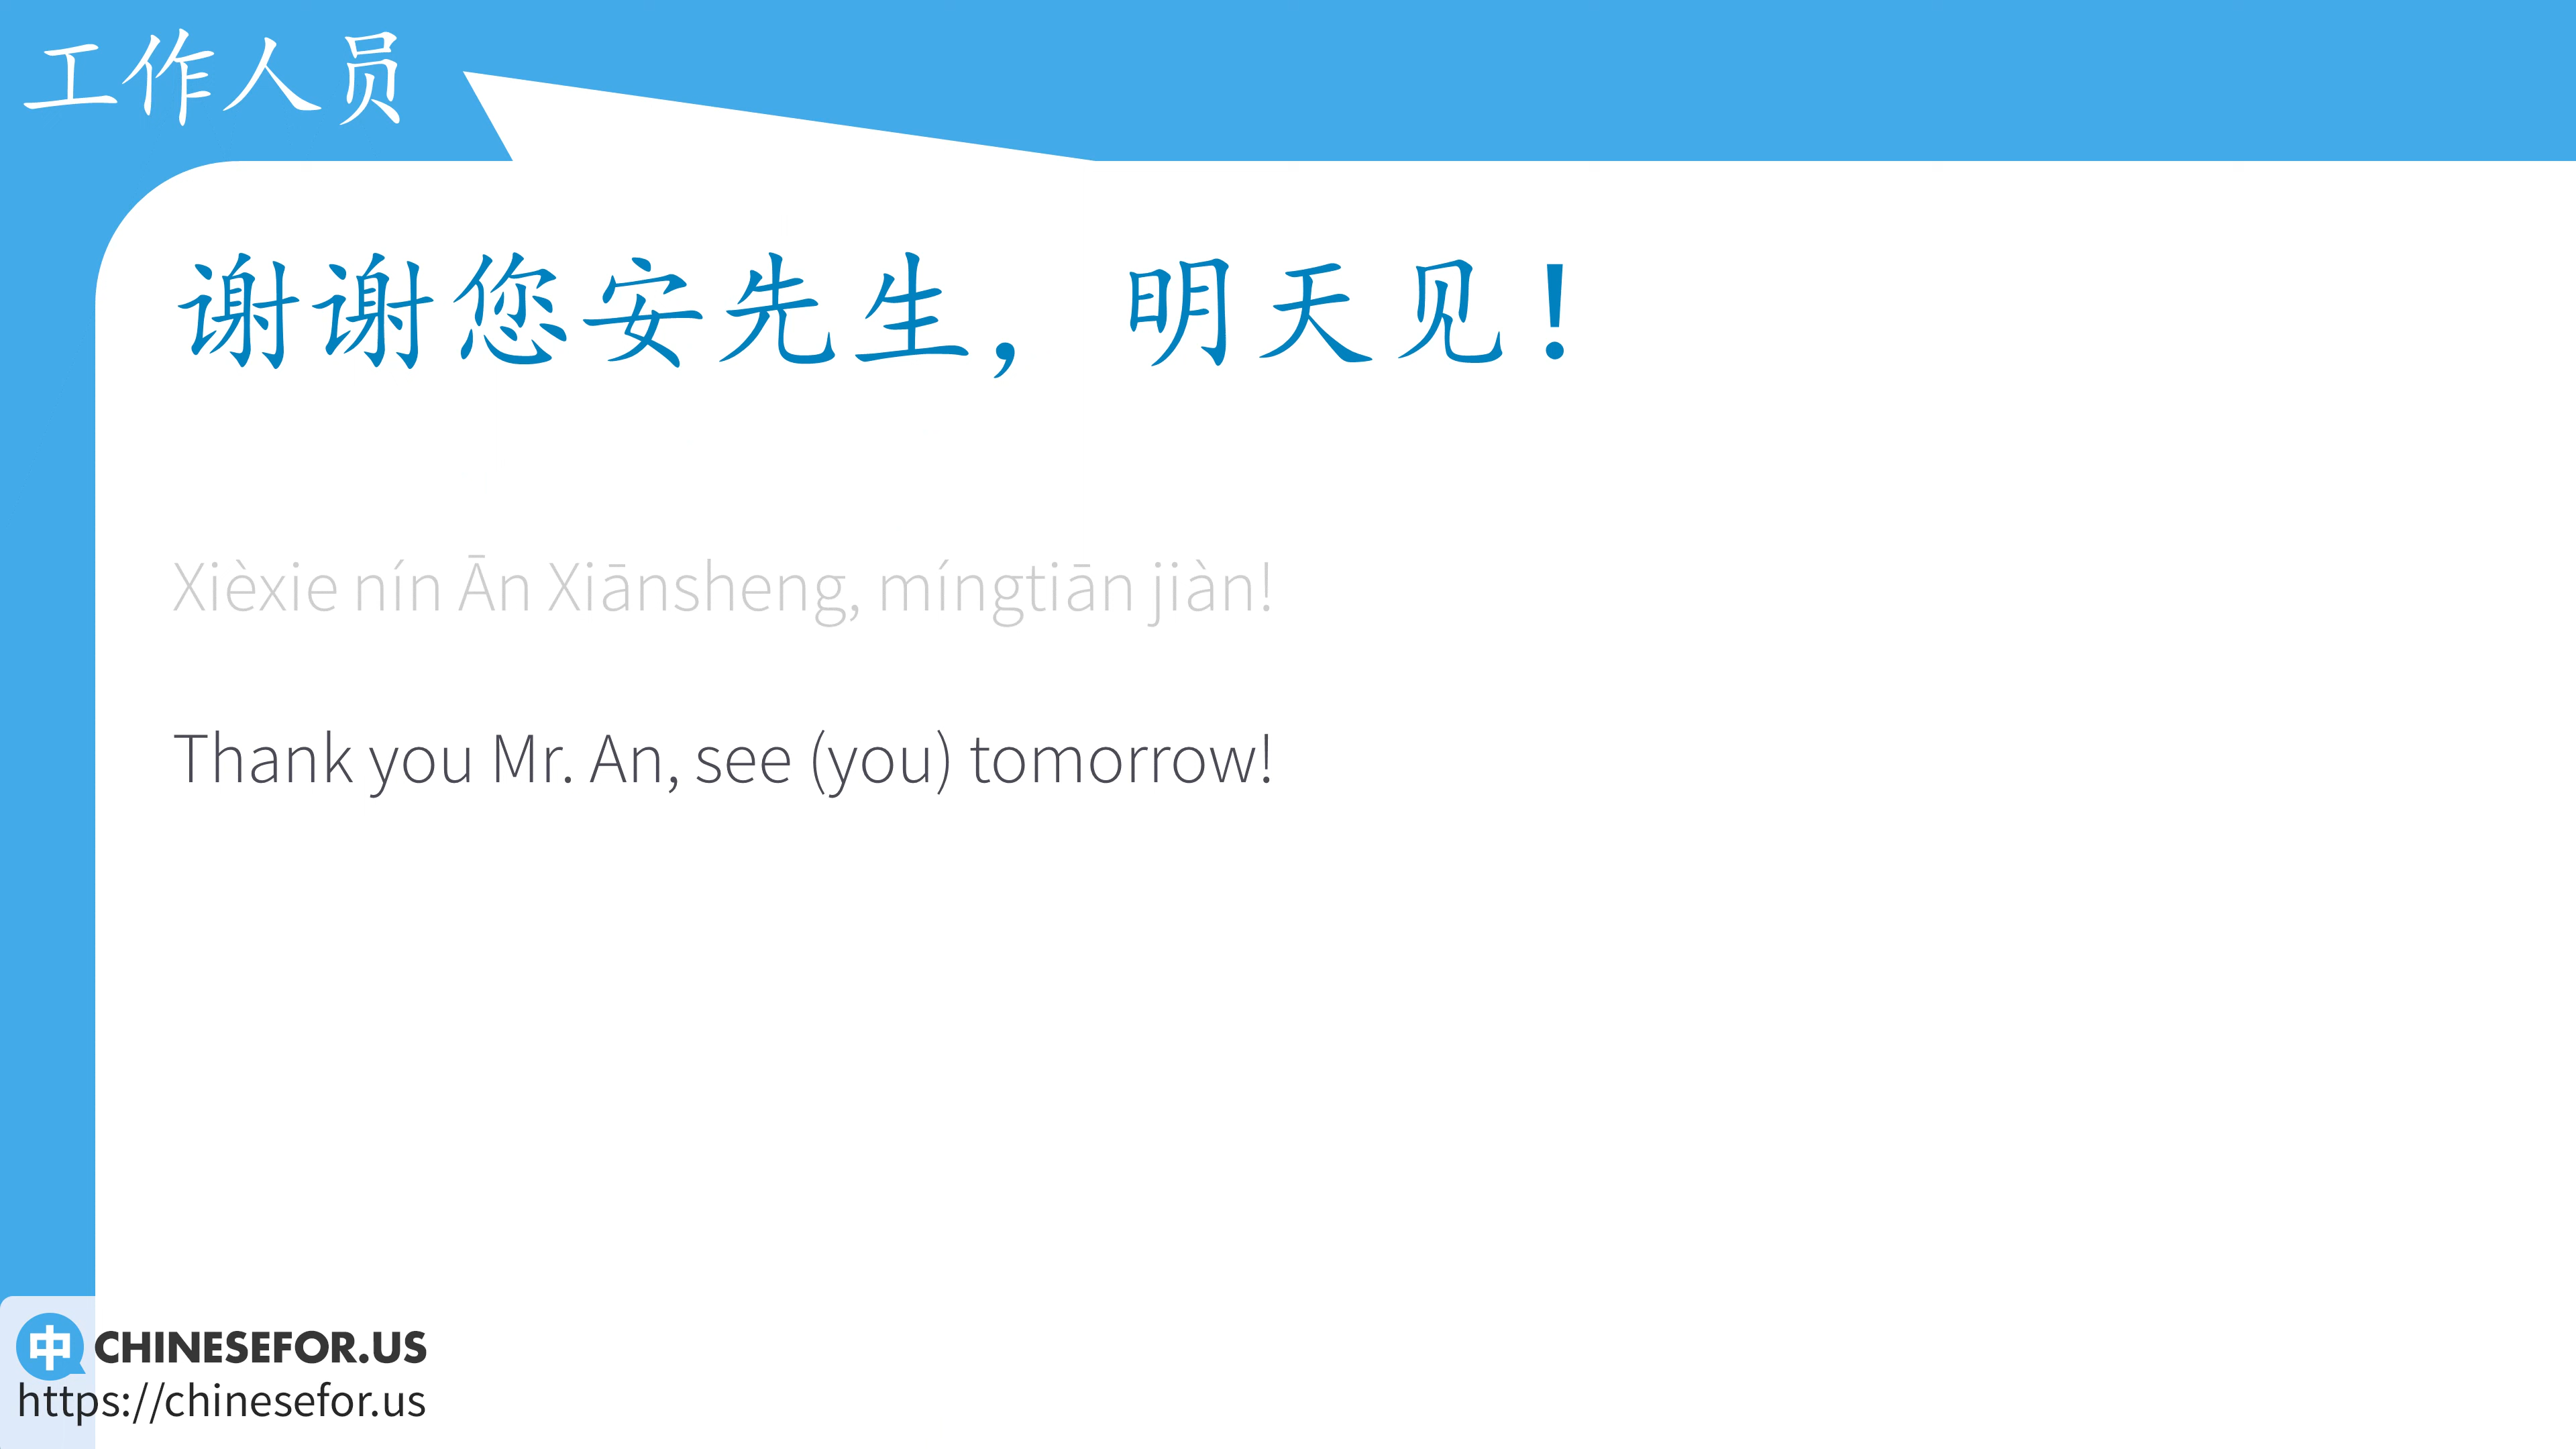 工作人员
谢谢您安先生，明天见！
Xièxie nín Ān Xiānsheng, míngtiān jiàn!
Thank you Mr. An, see (you) tomorrow!
中 CHINESEFOR.US
https://chinesefor.us